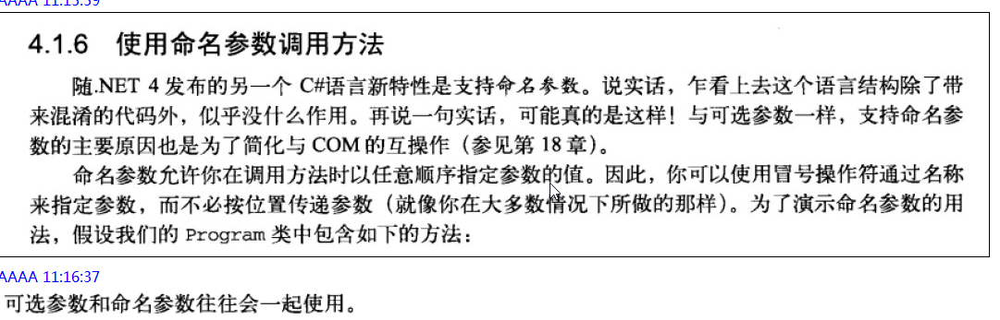 4.1.6 使用命名参数调用方法
随.NET 4发布的另一个 C#语言新特性是支持命名参数。说实话，乍看上去这个语言结构除了带
来混淆的代码外，似乎没什么作用。再说一句实话，可能真的是这样！与可选参数一样，支持命名参
数的主要原因也是为了简化与COM的互操作（参见第18章）。
命名参数允许你在调用方法时以任意顺序指定参数的值。因此，你可以使用冒号操作符通过名称
来指定参数，而不必按位置传递参数（就像你在大多数情况下所做的那样）。为了演示命名参数的用
法，假设我们的 Program 类中包含如下的方法：
AAAA 11:16:37
可选参数和命名参数往往会一起使用。